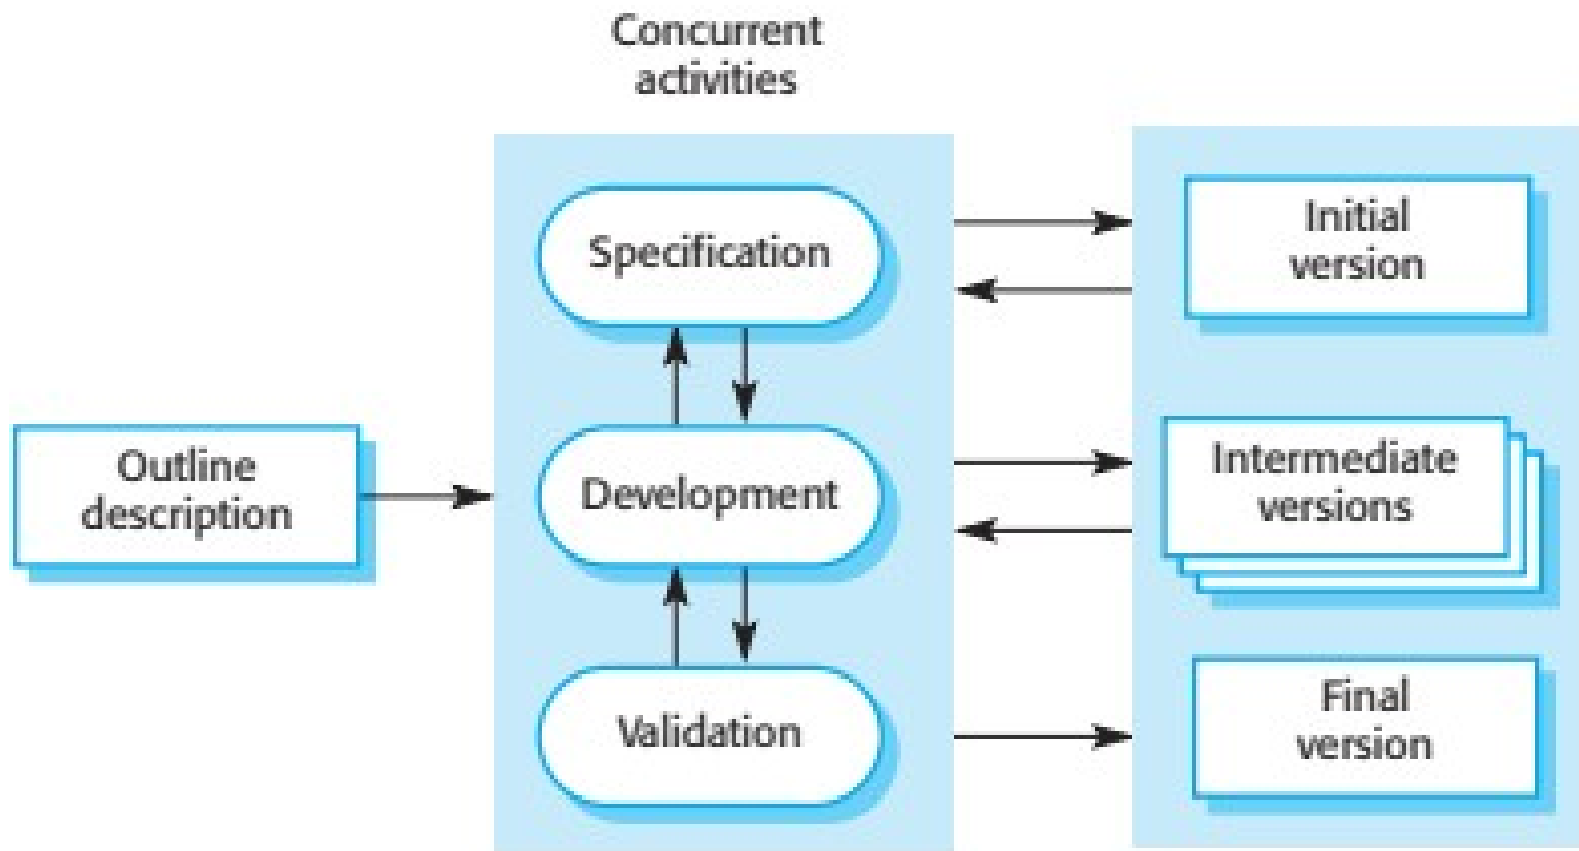 Concurrent
activities
Outline
description
Specification
Development
Validation
Initial
version
Intermediate
versions
Final
version